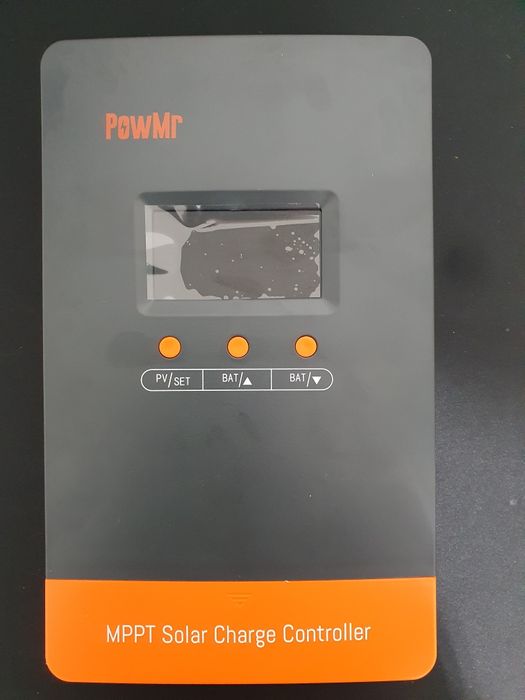 PowMr
PV/SET BAT/▲ BAT/▼
MPPT Solar Charge Controller